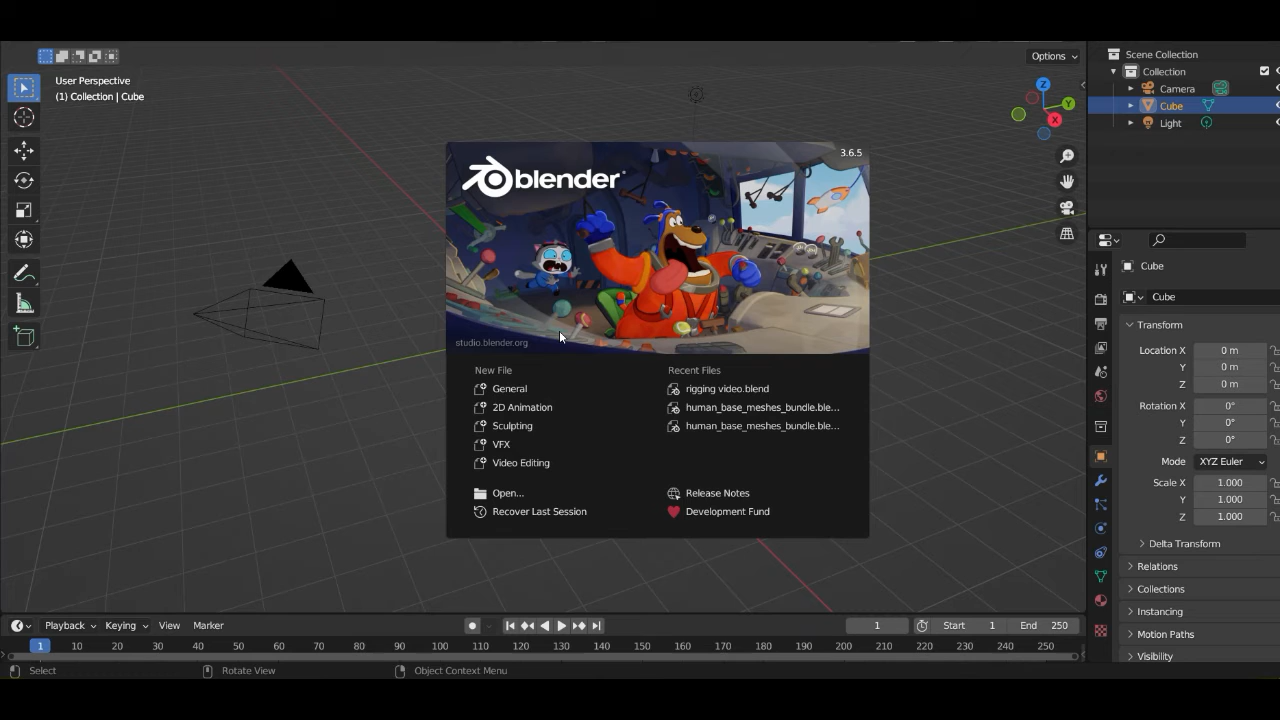 Options
User Perspective
(1) Collection | Cube
Z
Y
X
3.6.5
blender
studio.blender.org
New File
General
2D Animation
Sculpting
VFX
Video Editing
Open...
Recover Last Session
Recent Files
rigging video.blend
human_base_meshes_bundle.ble...
human_base_meshes_bundle.ble...
Release Notes
Development Fund
Scene Collection
Collection
Camera
Cube
Light
Cube
Cube
Transform
Location X 0 m
Y 0 m
Z 0 m
Rotation X 0°
Y 0°
Z 0°
Mode XYZ Euler
Scale X 1.000
Y 1.000
Z 1.000
Delta Transform
Relations
Collections
Instancing
Motion Paths
Visibility
Playback Keying View Marker 1 Start 1 End 250
1 10 20 30 40 50 60 70 80 90 100 110 120 130 140 150 160 170 180 190 200 210 220 230 240 250
Select Rotate View Object Context Menu